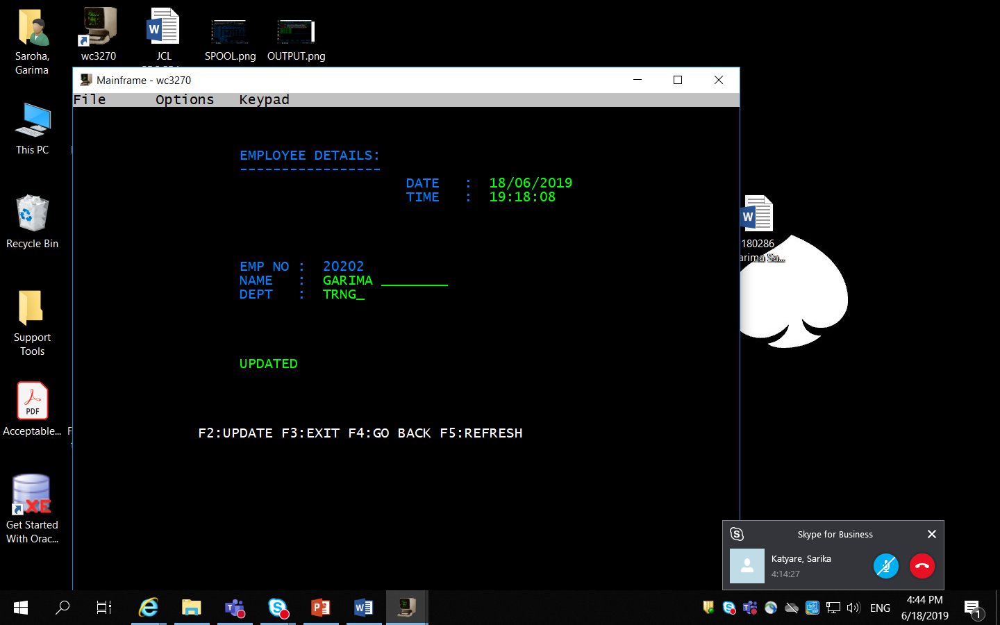 Saroha, Garima
wc3270
JCL
SPOOL.png
OUTPUT.png
Mainframe - wc3270
File Options Keypad
This PC
EMPLOYEE DETAILS:
-----------------
DATE : 18/06/2019
TIME : 19:18:08
Recycle Bin
EMP NO : 20202
NAME : GARIMA ________
DEPT : TRNG_
180286
arima Sa...
Support Tools
UPDATED
PDF
Acceptable...
F2:UPDATE F3:EXIT F4:GO BACK F5:REFRESH
XE
Get Started With Orac...
Skype for Business
Katyare, Sarika
4:14:27
ENG
4:44 PM
6/18/2019
1